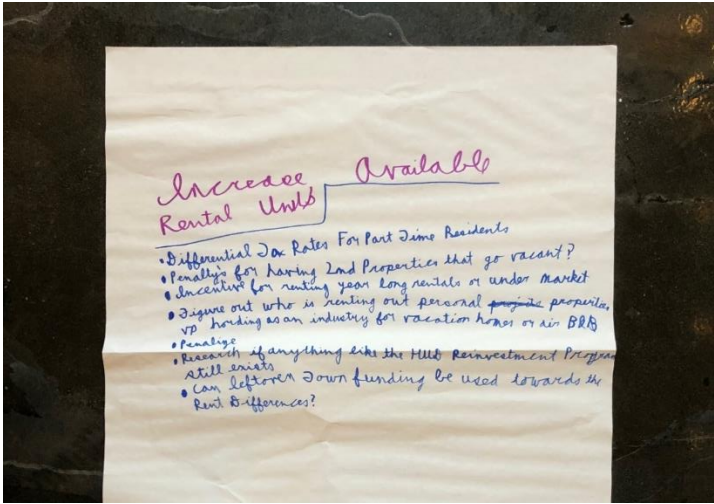 Increase Available
Rental Units
• Differential Tax Rates For Part Time Residents
• Penally's for having 2nd Properties that go vacant?
• Incentive for renting year long rentals or under market
• Figure out who is renting out personal properties
vs hording as an industry for vacation homes or air BRB
• Penalize
• Research if anything like the HUD Reinvestment Program
still exists
• Can leftover Town funding be used towards the
Rent Differences?